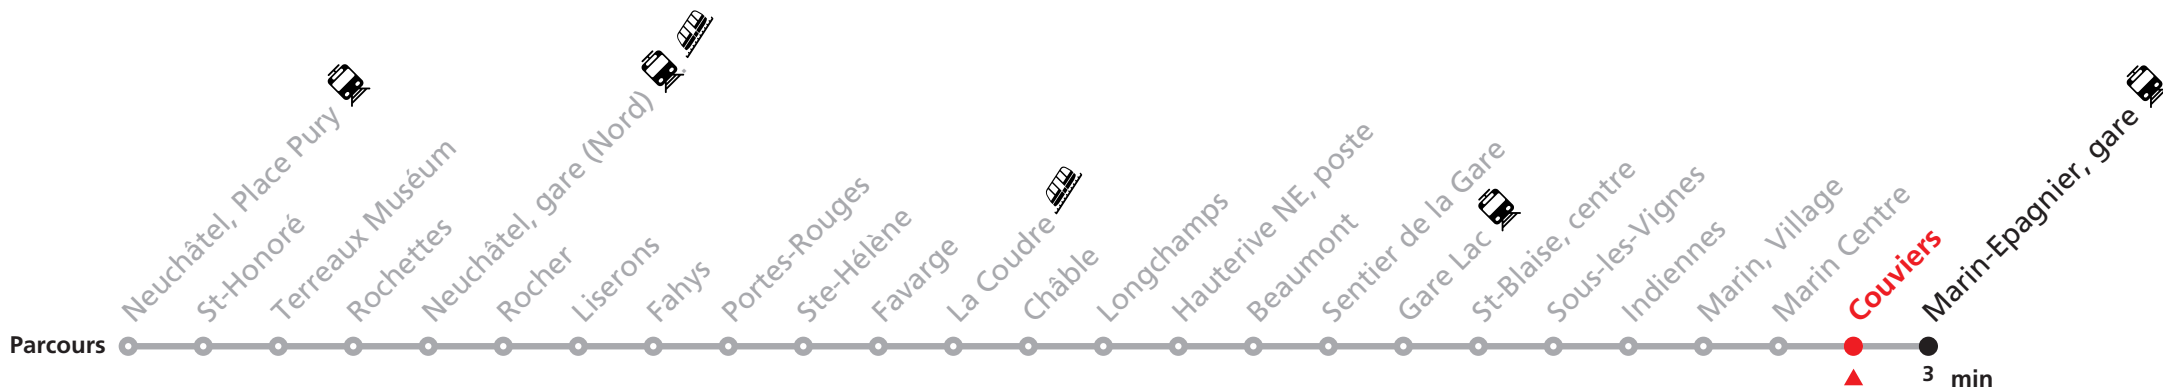 Neuchâtel, Place Pury
St-Honoré
Terreaux Muséum
Rochettes
Neuchâtel, gare (Nord)
Rocher
Liserons
Fahys
Portes-Rouges
Ste-Hélène
Favarge
La Coudre
Châble
Longchamps
Hauterive NE, poste
Beaumont
Sentier de la Gare
Gare Lac
St-Blaise, centre
Sous-les-Vignes
Indiennes
Marin, Village
Marin Centre
Couviers
Marin-Epagnier, gare
Parcours
3 min